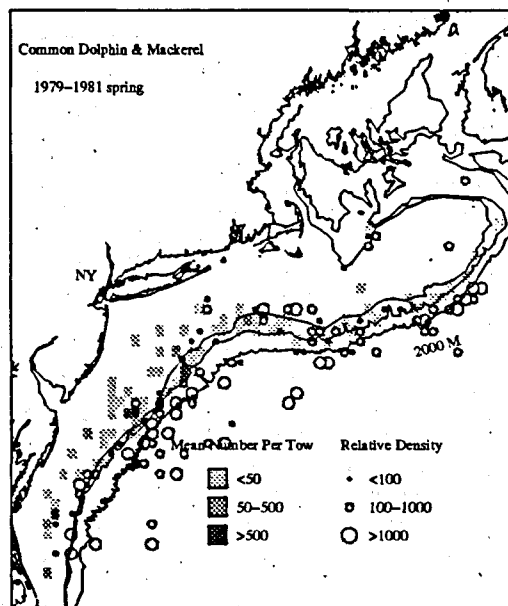 Common Dolphin & Mackerel
1979–1981 spring
NY
2000 M
Mean Number Per Tow
<50
50–500
>500
Relative Density
<100
100–1000
>1000